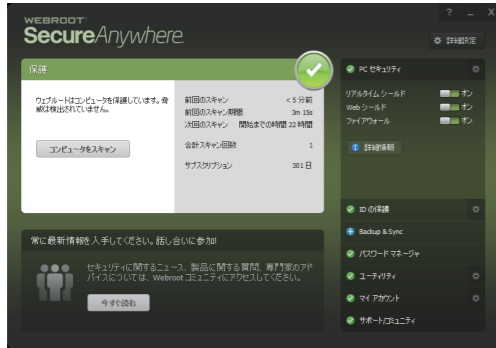 WEBROOT
SecureAnywhere
? _ X
詳細設定
保護
ウェブルートはコンピュータを保護しています。脅
威は検出されていません。
コンピュータをスキャン
前回のスキャン < 5 分前
前回のスキャン期間 3m 15s
次回のスキャン 開始までの時間 22 時間
合計スキャン回数 1
サブスクリプション 301 日
常に最新情報を入手してください。話し
合いに参加!
セキュリティに関するニュース、製品に関する質問、専門家のアド
バイスについては、Webroot コミュニティにアクセスしてください。
今すぐ読む
PC セキュリティ
リアルタイム シールド オン
Web シールド オン
ファイアウォール オン
詳細情報
ID の保護
Backup & Sync
パスワード マネージャ
ユーティリティ
マイ アカウント
サポート/コミュニティ